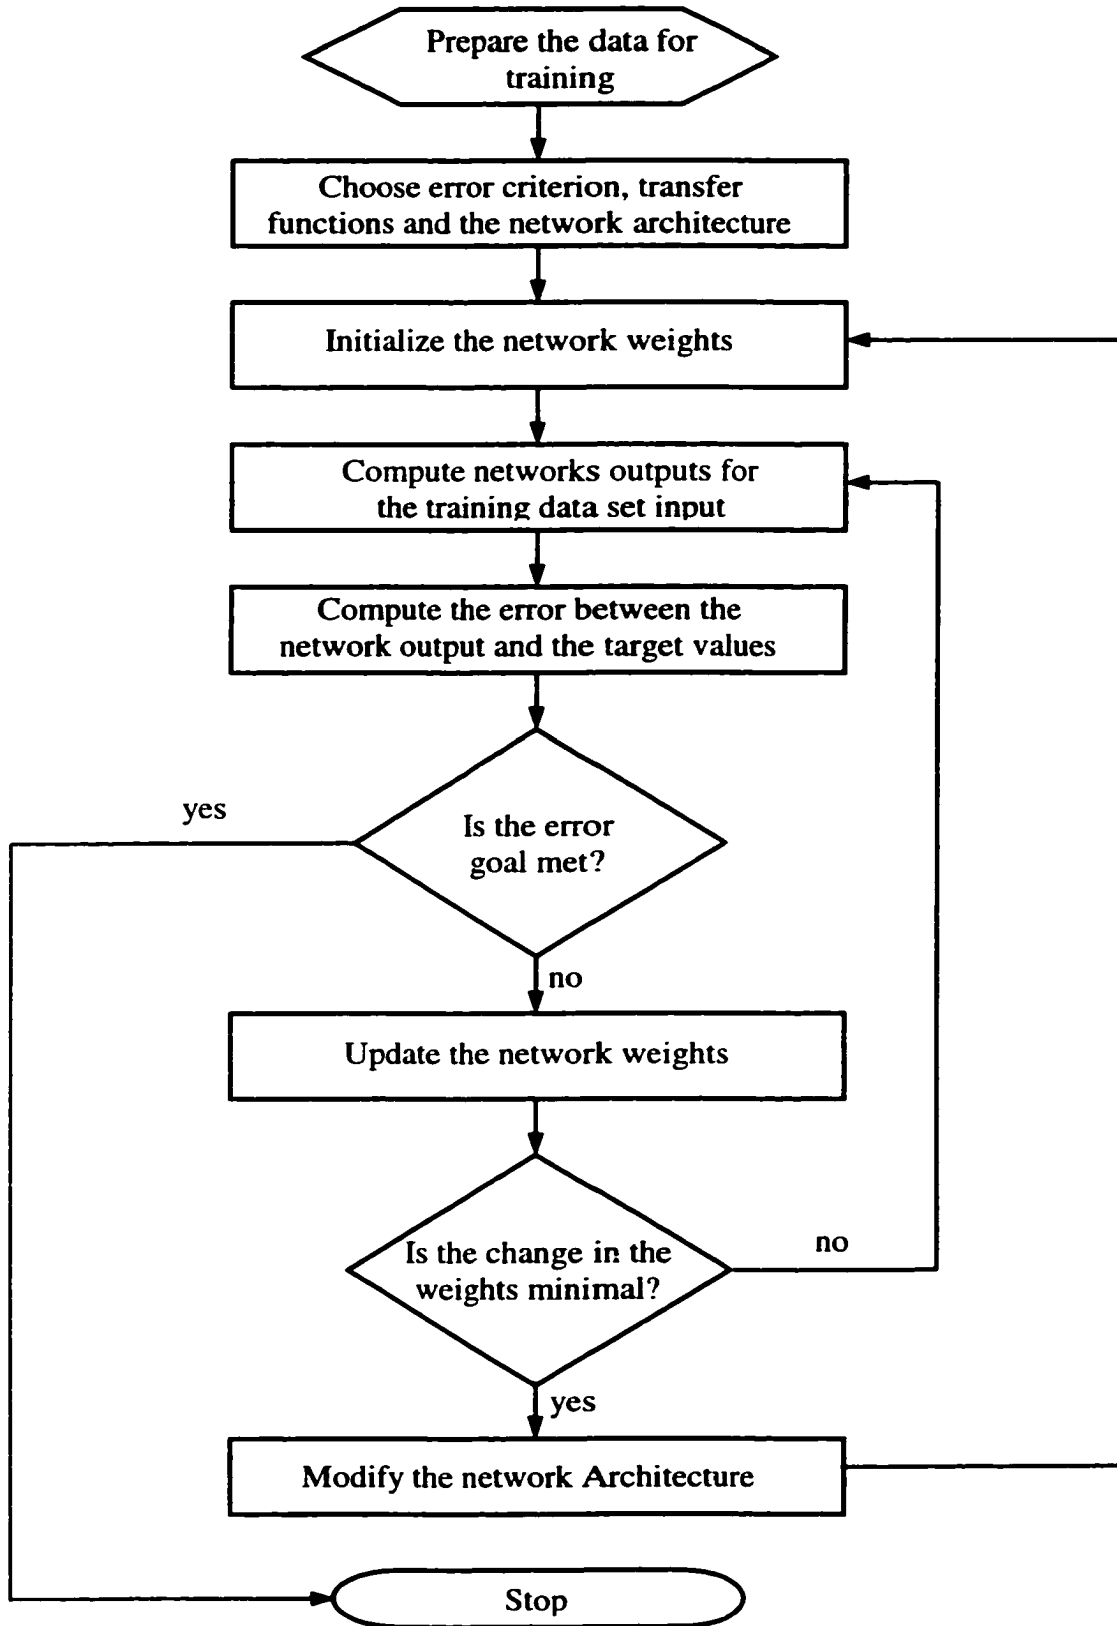 Prepare the data for
training
Choose error criterion, transfer
functions and the network architecture
Initialize the network weights
Compute networks outputs for
the training data set input
Compute the error between the
network output and the target values
yes
Is the error
goal met?
no
Update the network weights
Is the change in the
weights minimal?
no
yes
Modify the network Architecture
Stop